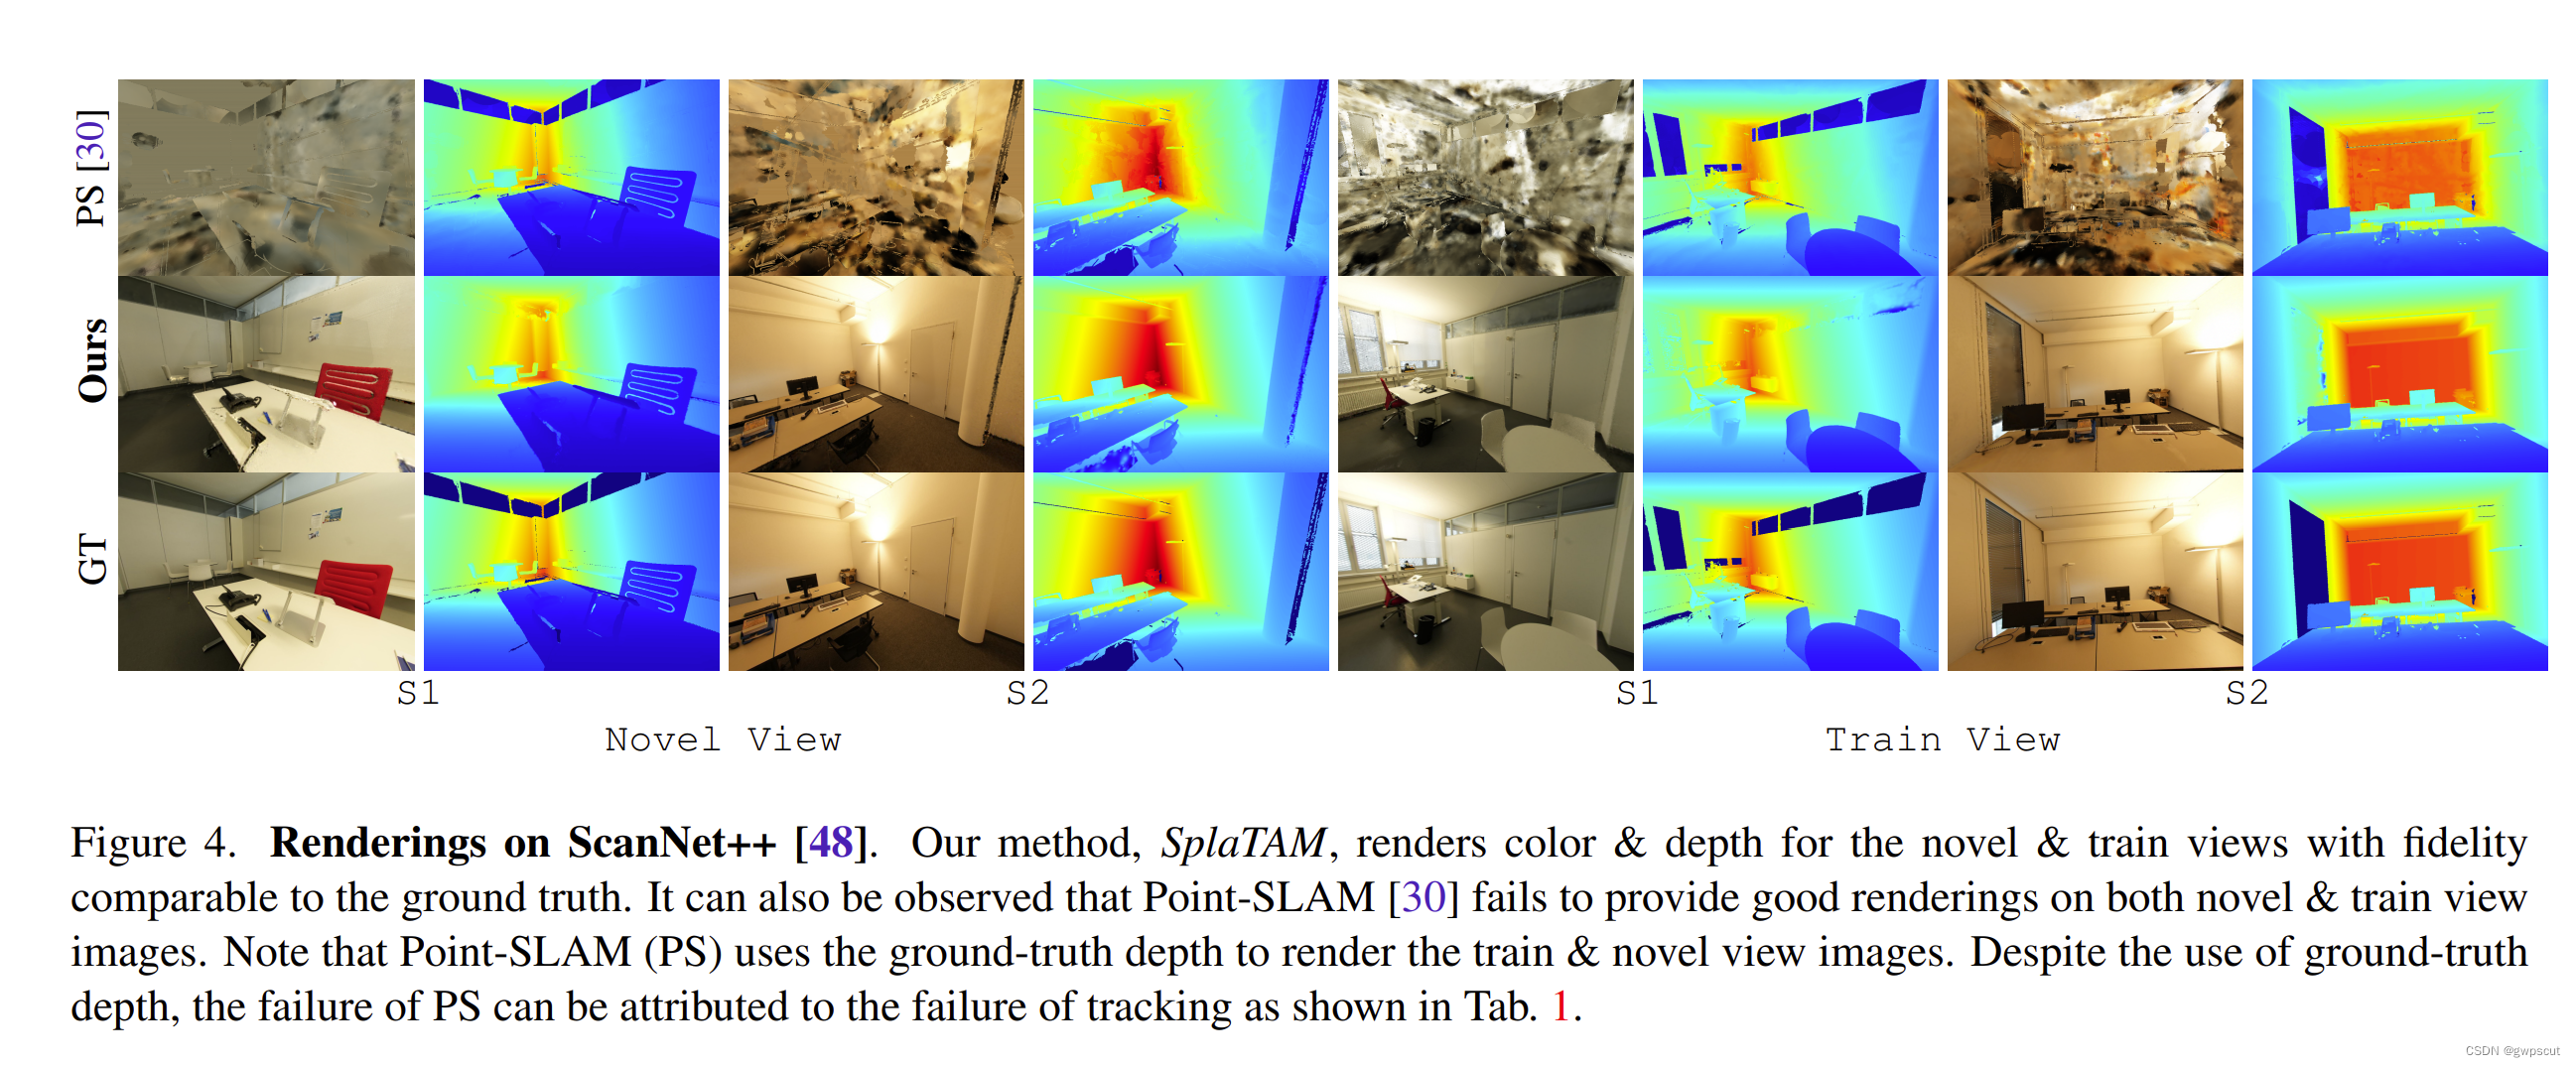 PS [30]
Ours
GT
S1 S2 S1 S2
Novel View Train View
Figure 4. Renderings on ScanNet++ [48]. Our method, SplaTAM, renders color & depth for the novel & train views with fidelity
comparable to the ground truth. It can also be observed that Point-SLAM [30] fails to provide good renderings on both novel & train view
images. Note that Point-SLAM (PS) uses the ground-truth depth to render the train & novel view images. Despite the use of ground-truth
depth, the failure of PS can be attributed to the failure of tracking as shown in Tab. 1.
CSDN @gwpscut